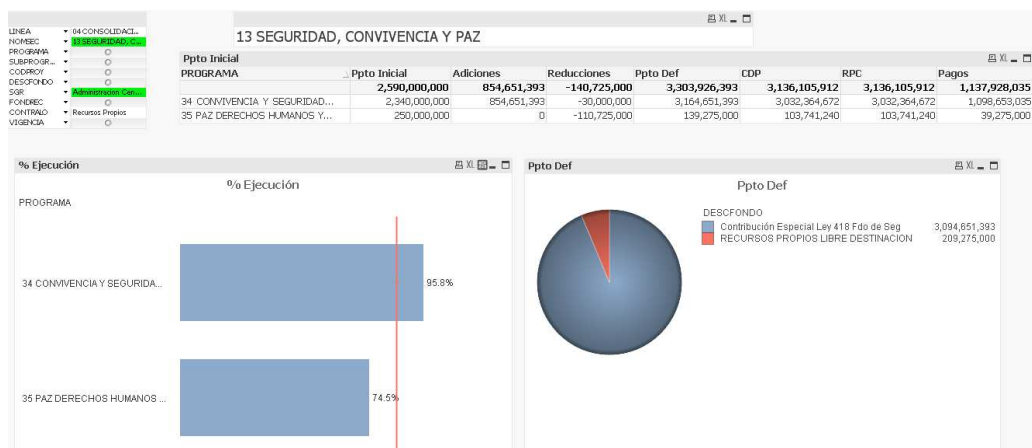 13 SEGURIDAD, CONVIVENCIA Y PAZ
LINEA 04 CONSOLIDACI...
NOMSEC 13 SEGURIDAD, C...
PROGRAMA
SUBPROGR...
CODPROY
DESCFONDO
SGR Administracion Cen...
FONDREC
CONTRALO Recursos Propios
VIGENCIA
XL
Ppto Inicial XL
PROGRAMA Ppto Inicial Adiciones Reducciones Ppto Def CDP RPC Pagos
2,590,000,000 854,651,393 -140,725,000 3,303,926,393 3,136,105,912 3,136,105,912 1,137,928,035
34 CONVIVENCIA Y SEGURIDAD... 2,340,000,000 854,651,393 -30,000,000 3,164,651,393 3,032,364,672 3,032,364,672 1,098,653,035
35 PAZ DERECHOS HUMANOS Y... 250,000,000 0 -110,725,000 139,275,000 103,741,240 103,741,240 39,275,000
% Ejecución XL
% Ejecución
PROGRAMA
34 CONVIVENCIA Y SEGURIDA... 95.8%
35 PAZ DERECHOS HUMANOS ... 74.5%
Ppto Def XL
Ppto Def
DESCFONDO
Contribución Especial Ley 418 Fdo de Seg 3,094,651,393
RECURSOS PROPIOS LIBRE DESTINACION 209,275,000